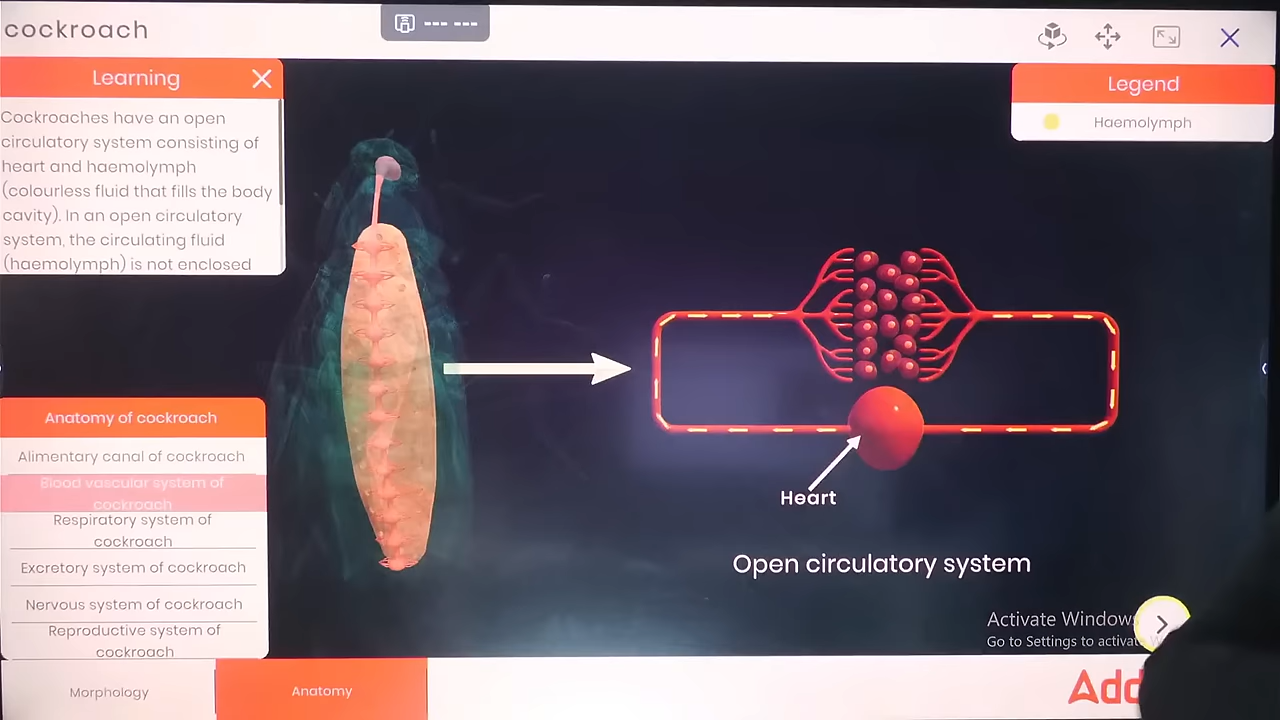 cockroach
Learning
Cockroaches have an open
circulatory system consisting of
heart and haemolymph
(colourless fluid that fills the body
cavity). In an open circulatory
system, the circulating fluid
(haemolymph) is not enclosed
Legend
Haemolymph
Anatomy of cockroach
Alimentary canal of cockroach
Blood vascular system of
cockroach
Respiratory system of
cockroach
Excretory system of cockroach
Nervous system of cockroach
Reproductive system of
cockroach
Heart
Open circulatory system
Activate Windows
Go to Settings to activate
Morphology
Anatomy
Add